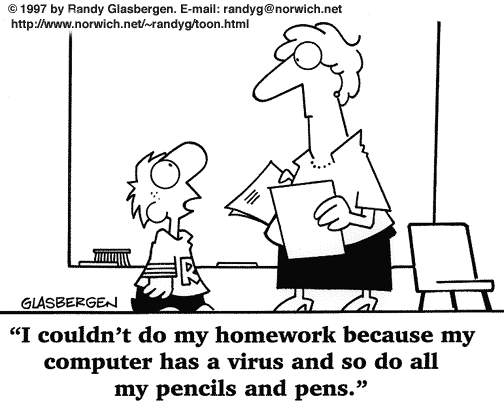 © 1997 by Randy Glasbergen. E-mail: randyg@norwich.net
http://www.norwich.net/~randyg/toon.html
R
GLASBERGEN
“I couldn’t do my homework because my
computer has a virus and so do all
my pencils and pens.”